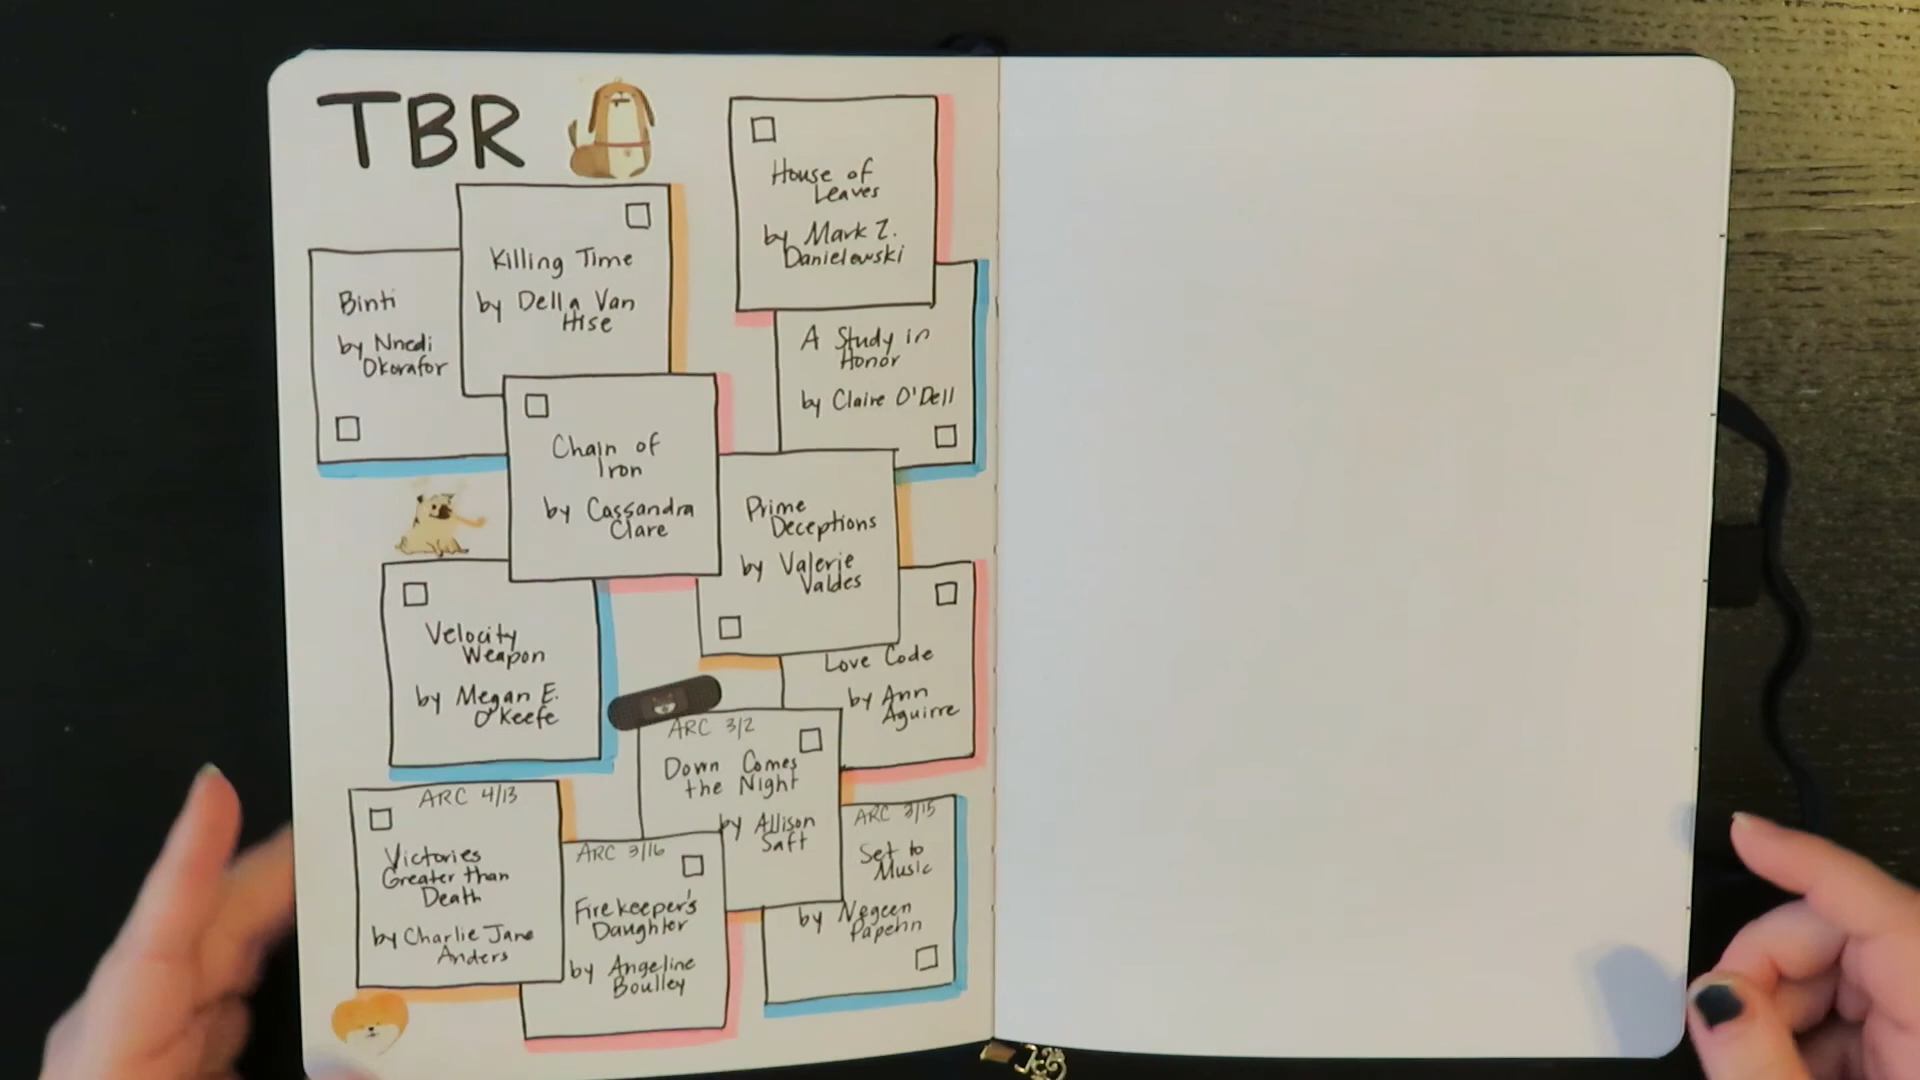 TBR
Binti
by Nnedi
Okorafor
Killing Time
by Della Van
Hise
House of
Leaves
by Mark Z.
Danielewski
A Study in
Honor
by Claire O'Dell
Chain of
Iron
by Cassandra
Clare
Prime
Deceptions
by Valerie
Valdes
Velocity
Weapon
by Megan E.
O'Keefe
Love Code
by Ann
Aguirre
ARC 3/2
Down Comes
the Night
by Allison
Saft
ARC 4/13
Victories
Greater than
Death
by Charlie Jane
Anders
ARC 3/16
Firekeeper's
Daughter
by Angeline
Boulley
ARC 3/15
Set to
Music
by Negeen
Papehn